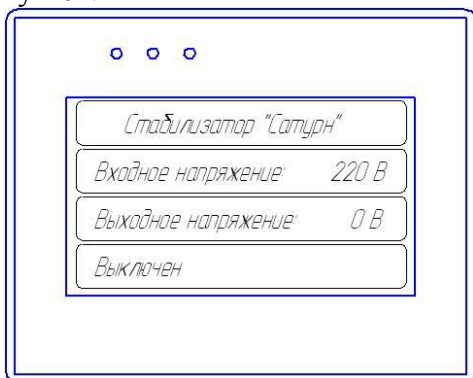 Стабилизатор "Сатурн"
Входное напряжение: 220 В
Выходное напряжение: 0 В
Выключен